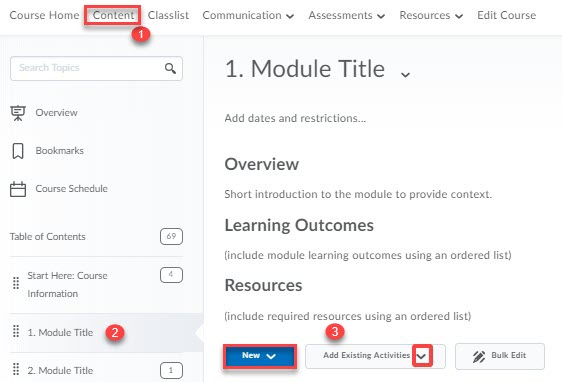 Course Home Content Classlist Communication Assessments Resources Edit Course
1
Search Topics
Overview
Bookmarks
Course Schedule
Table of Contents 69
Start Here: Course 4
Information
1. Module Title 2
2. Module Title 1
1. Module Title
Add dates and restrictions...
Overview
Short introduction to the module to provide context.
Learning Outcomes
(include module learning outcomes using an ordered list)
Resources
(include required resources using an ordered list)
3
New Add Existing Activities Bulk Edit